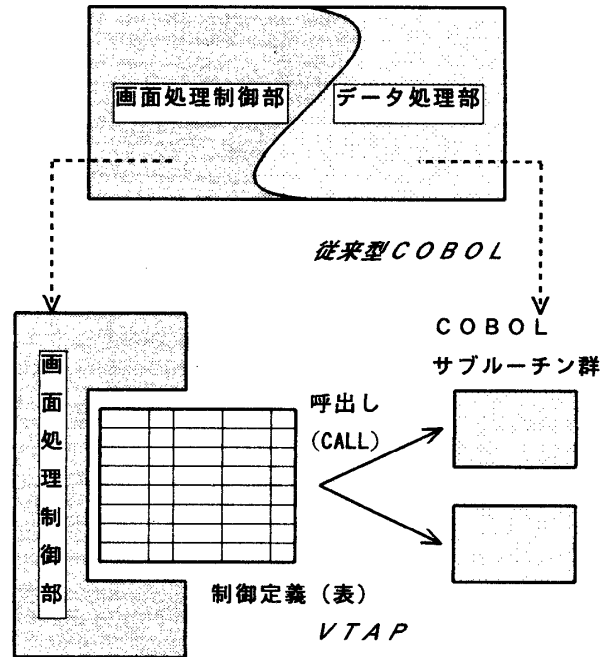 画面処理制御部
データ処理部
従来型COBOL
COBOL
サブルーチン群
画面処理制御部
呼出し
(CALL)
制御定義(表)
VTAP